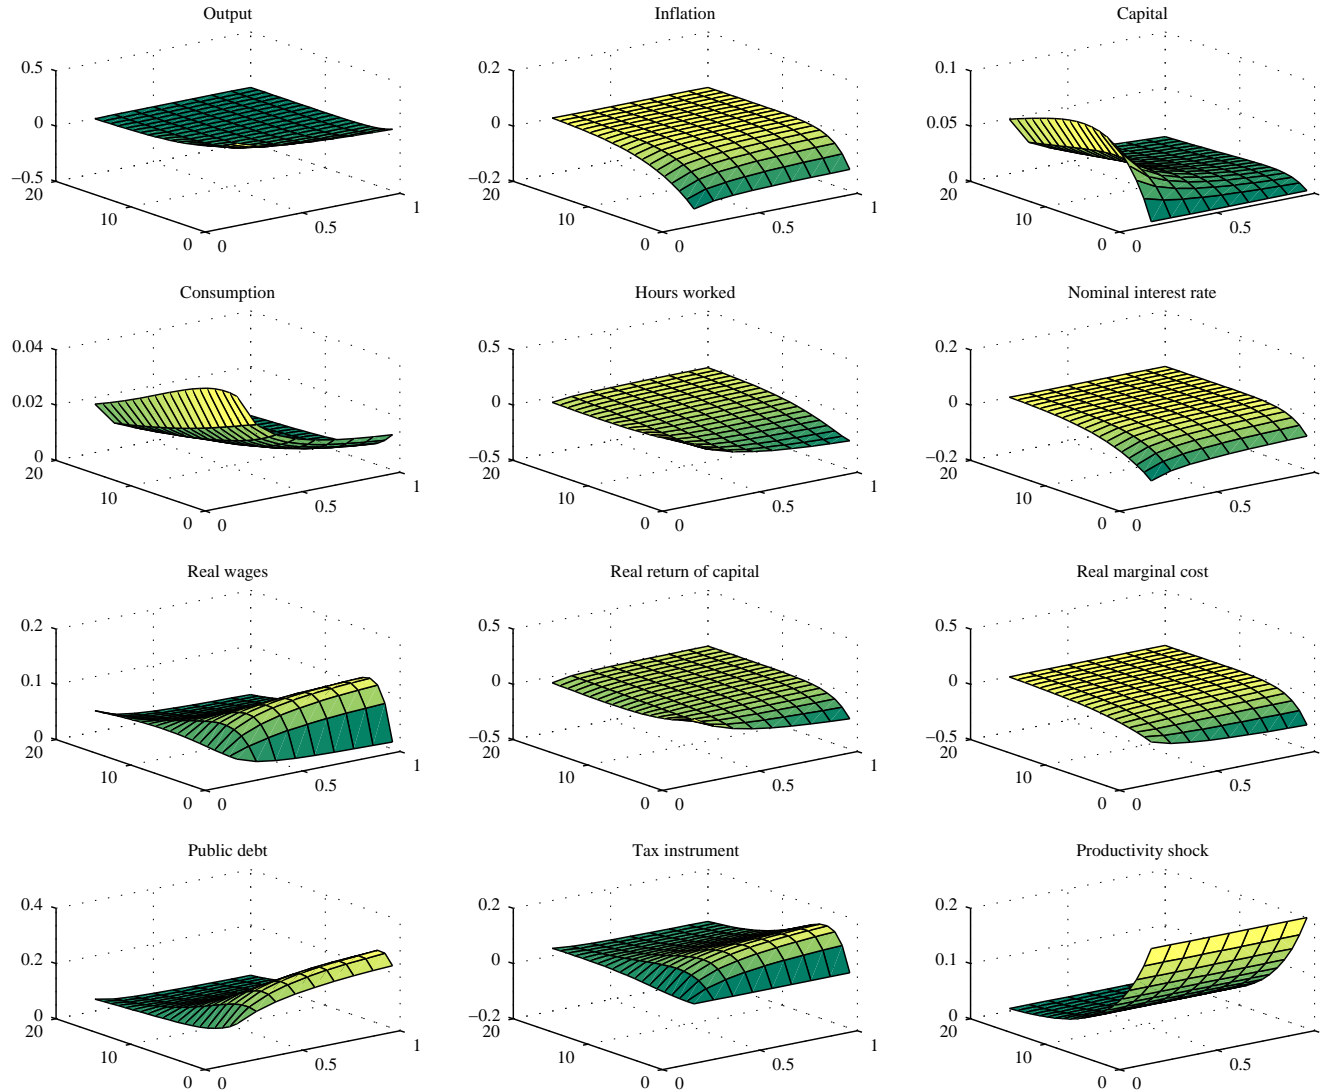 Output Inflation Capital
0.5 0.2 0.1
0 0 0.05
−0.5 −0.2 0
20 20 20
10 10 10
0 0 0 0 0 0
0.5 0.5 0.5
1 1
Consumption Hours worked Nominal interest rate
0.04 0.5 0.2
0.02 0 0
0 −0.5 −0.2
20 20 20
10 10 10
0 0 0 0 0 0
0.5 0.5 0.5
1 1
Real wages Real return of capital Real marginal cost
0.2 0.5 0.5
0.1 0 0
0 −0.5 −0.5
20 20 20
10 10 10
0 0 0 0 0 0
0.5 0.5 0.5
1 1
Public debt Tax instrument Productivity shock
0.4 0.2 0.2
0.2 0 0.1
0 −0.2 0
20 20 20
10 10 10
0 0 0 0 0 0
0.5 0.5 0.5
1 1